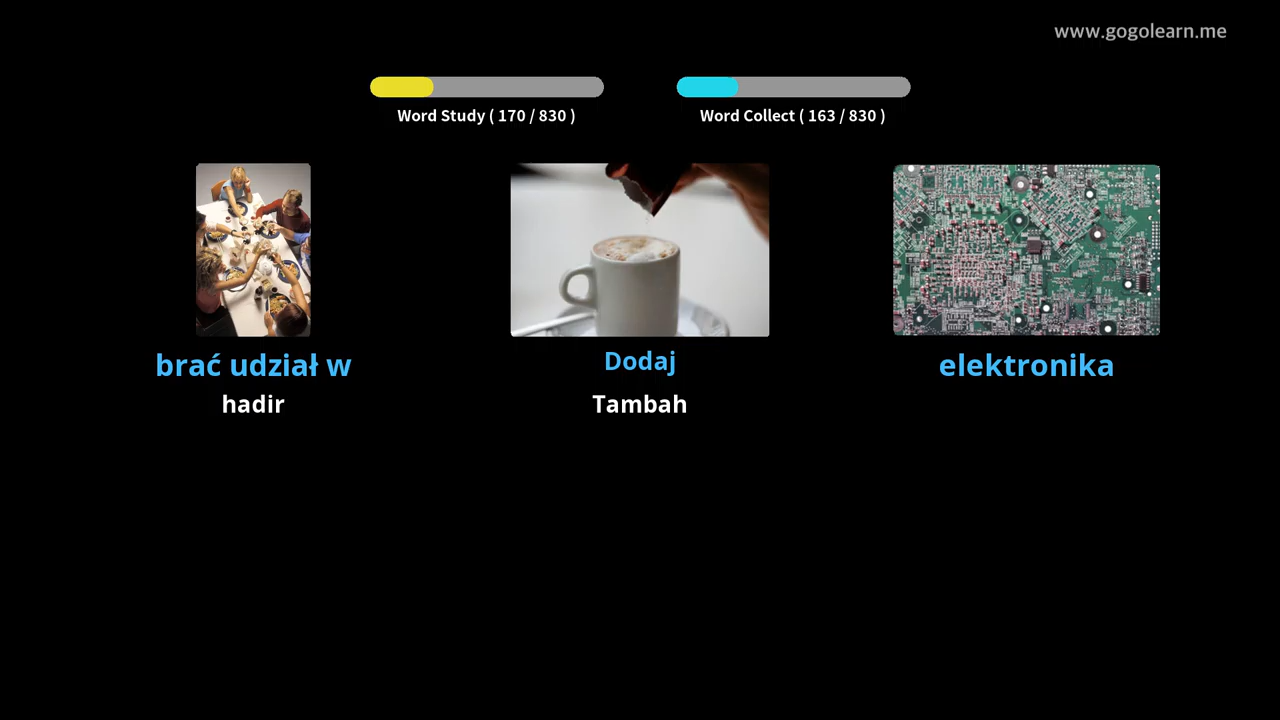 www.gogolearn.me
Word Study ( 170 / 830 )
Word Collect ( 163 / 830 )
brać udział w
hadir
Dodaj
Tambah
elektronika